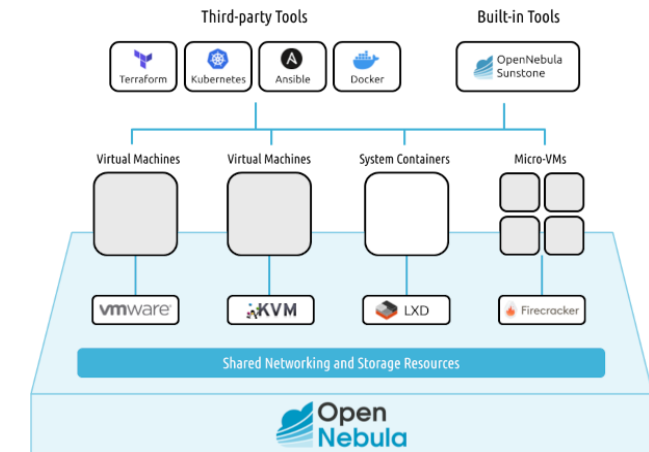 Third-party Tools
Built-in Tools
Terraform
Kubernetes
Ansible
Docker
OpenNebula
Sunstone
Virtual Machines
Virtual Machines
System Containers
Micro-VMs
vmware
KVM
LXD
Firecracker
Shared Networking and Storage Resources
Open
Nebula